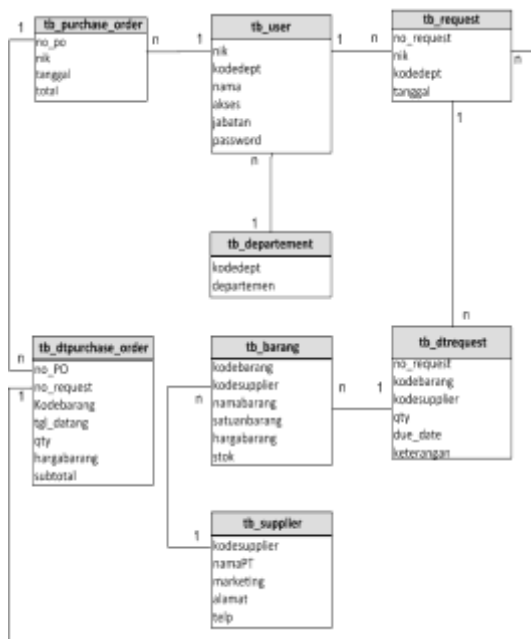 tb_purchase_order
no_po
nik
tanggal
total
1
n
1
tb_user
nik
kodedept
nama
akses
jabatan
password
1
n
n
tb_request
no_request
nik
kodedept
tanggal
n
1
1
tb_departement
kodedept
departemen
n
1
tb_dtpurchase_order
no_PO
no_request
Kodebarang
tgl_datang
qty
hargabarang
subtotal
n
tb_barang
kodebarang
kodesupplier
namabarang
satuanbarang
hargabarang
stok
n
1
n
tb_dtrequest
no_request
kodebarang
kodesupplier
qty
due_date
keterangan
1
tb_supplier
kodesupplier
namaPT
marketing
alamat
telp